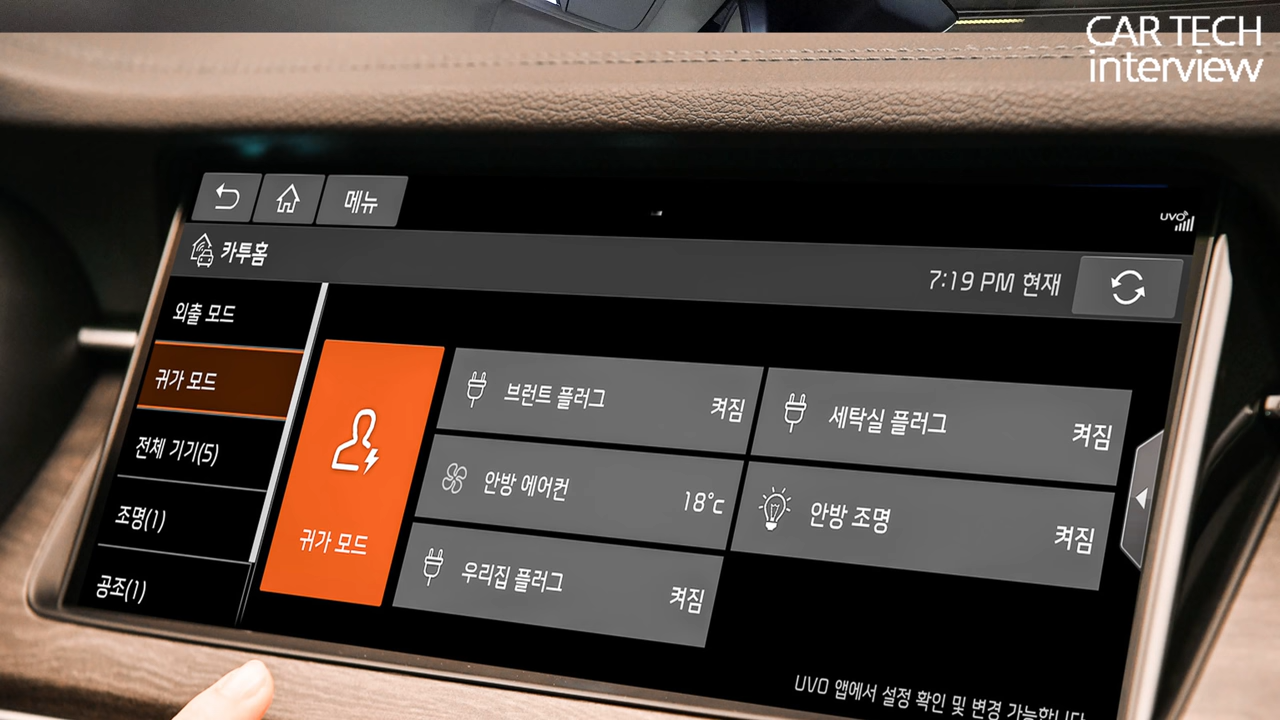 CAR TECH
interview
메뉴
UVO
카투홈
7:19 PM 현재
외출 모드
귀가 모드
전체 기기(5)
조명(1)
공조(1)
귀가 모드
브런트 플러그 켜짐
세탁실 플러그 켜짐
안방 에어컨 18°c
안방 조명 켜짐
우리집 플러그 켜짐
UVO 앱에서 설정 확인 및 변경 가능합니다